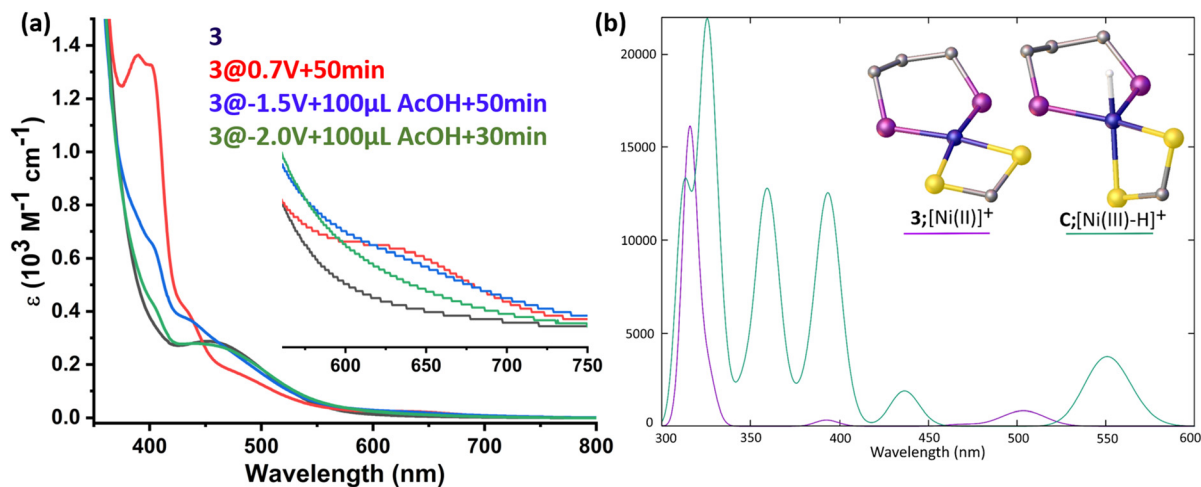 (a)
3
3@0.7V+50min
3@-1.5V+100µL AcOH+50min
3@-2.0V+100µL AcOH+30min
ε (10³ M⁻¹ cm⁻¹)
1.4
1.2
1.0
0.8
0.6
0.4
0.2
0.0
600 650 700 750
400 500 600 700 800
Wavelength (nm)
(b)
20000
15000
10000
5000
0
3;[Ni(II)]⁺
C;[Ni(III)-H]⁺
300 350 400 450 500 550 600
Wavelength (nm)